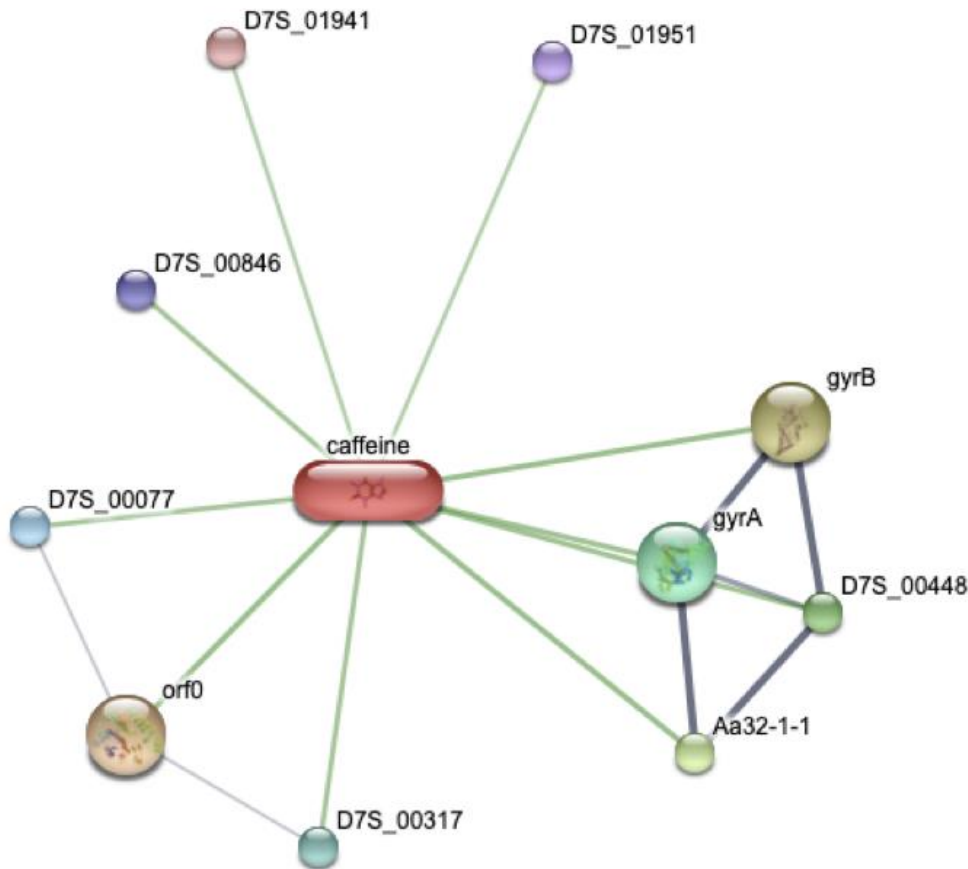 D7S_01941
D7S_01951
D7S_00846
gyrB
caffeine
D7S_00077
gyrA
D7S_00448
orf0
Aa32-1-1
D7S_00317